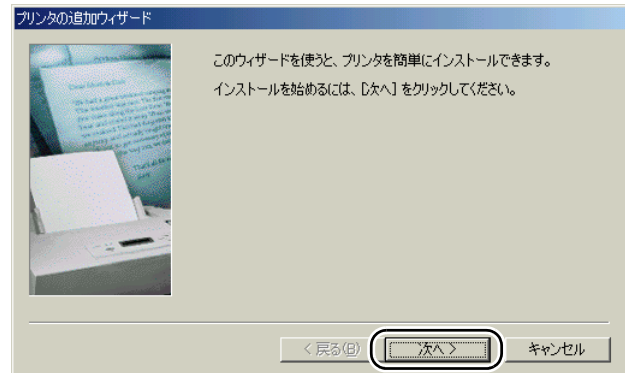 プリンタの追加ウィザード
このウィザードを使うと、プリンタを簡単にインストールできます。
インストールを始めるには、[次へ] をクリックしてください。
< 戻る(B)
次へ >
キャンセル